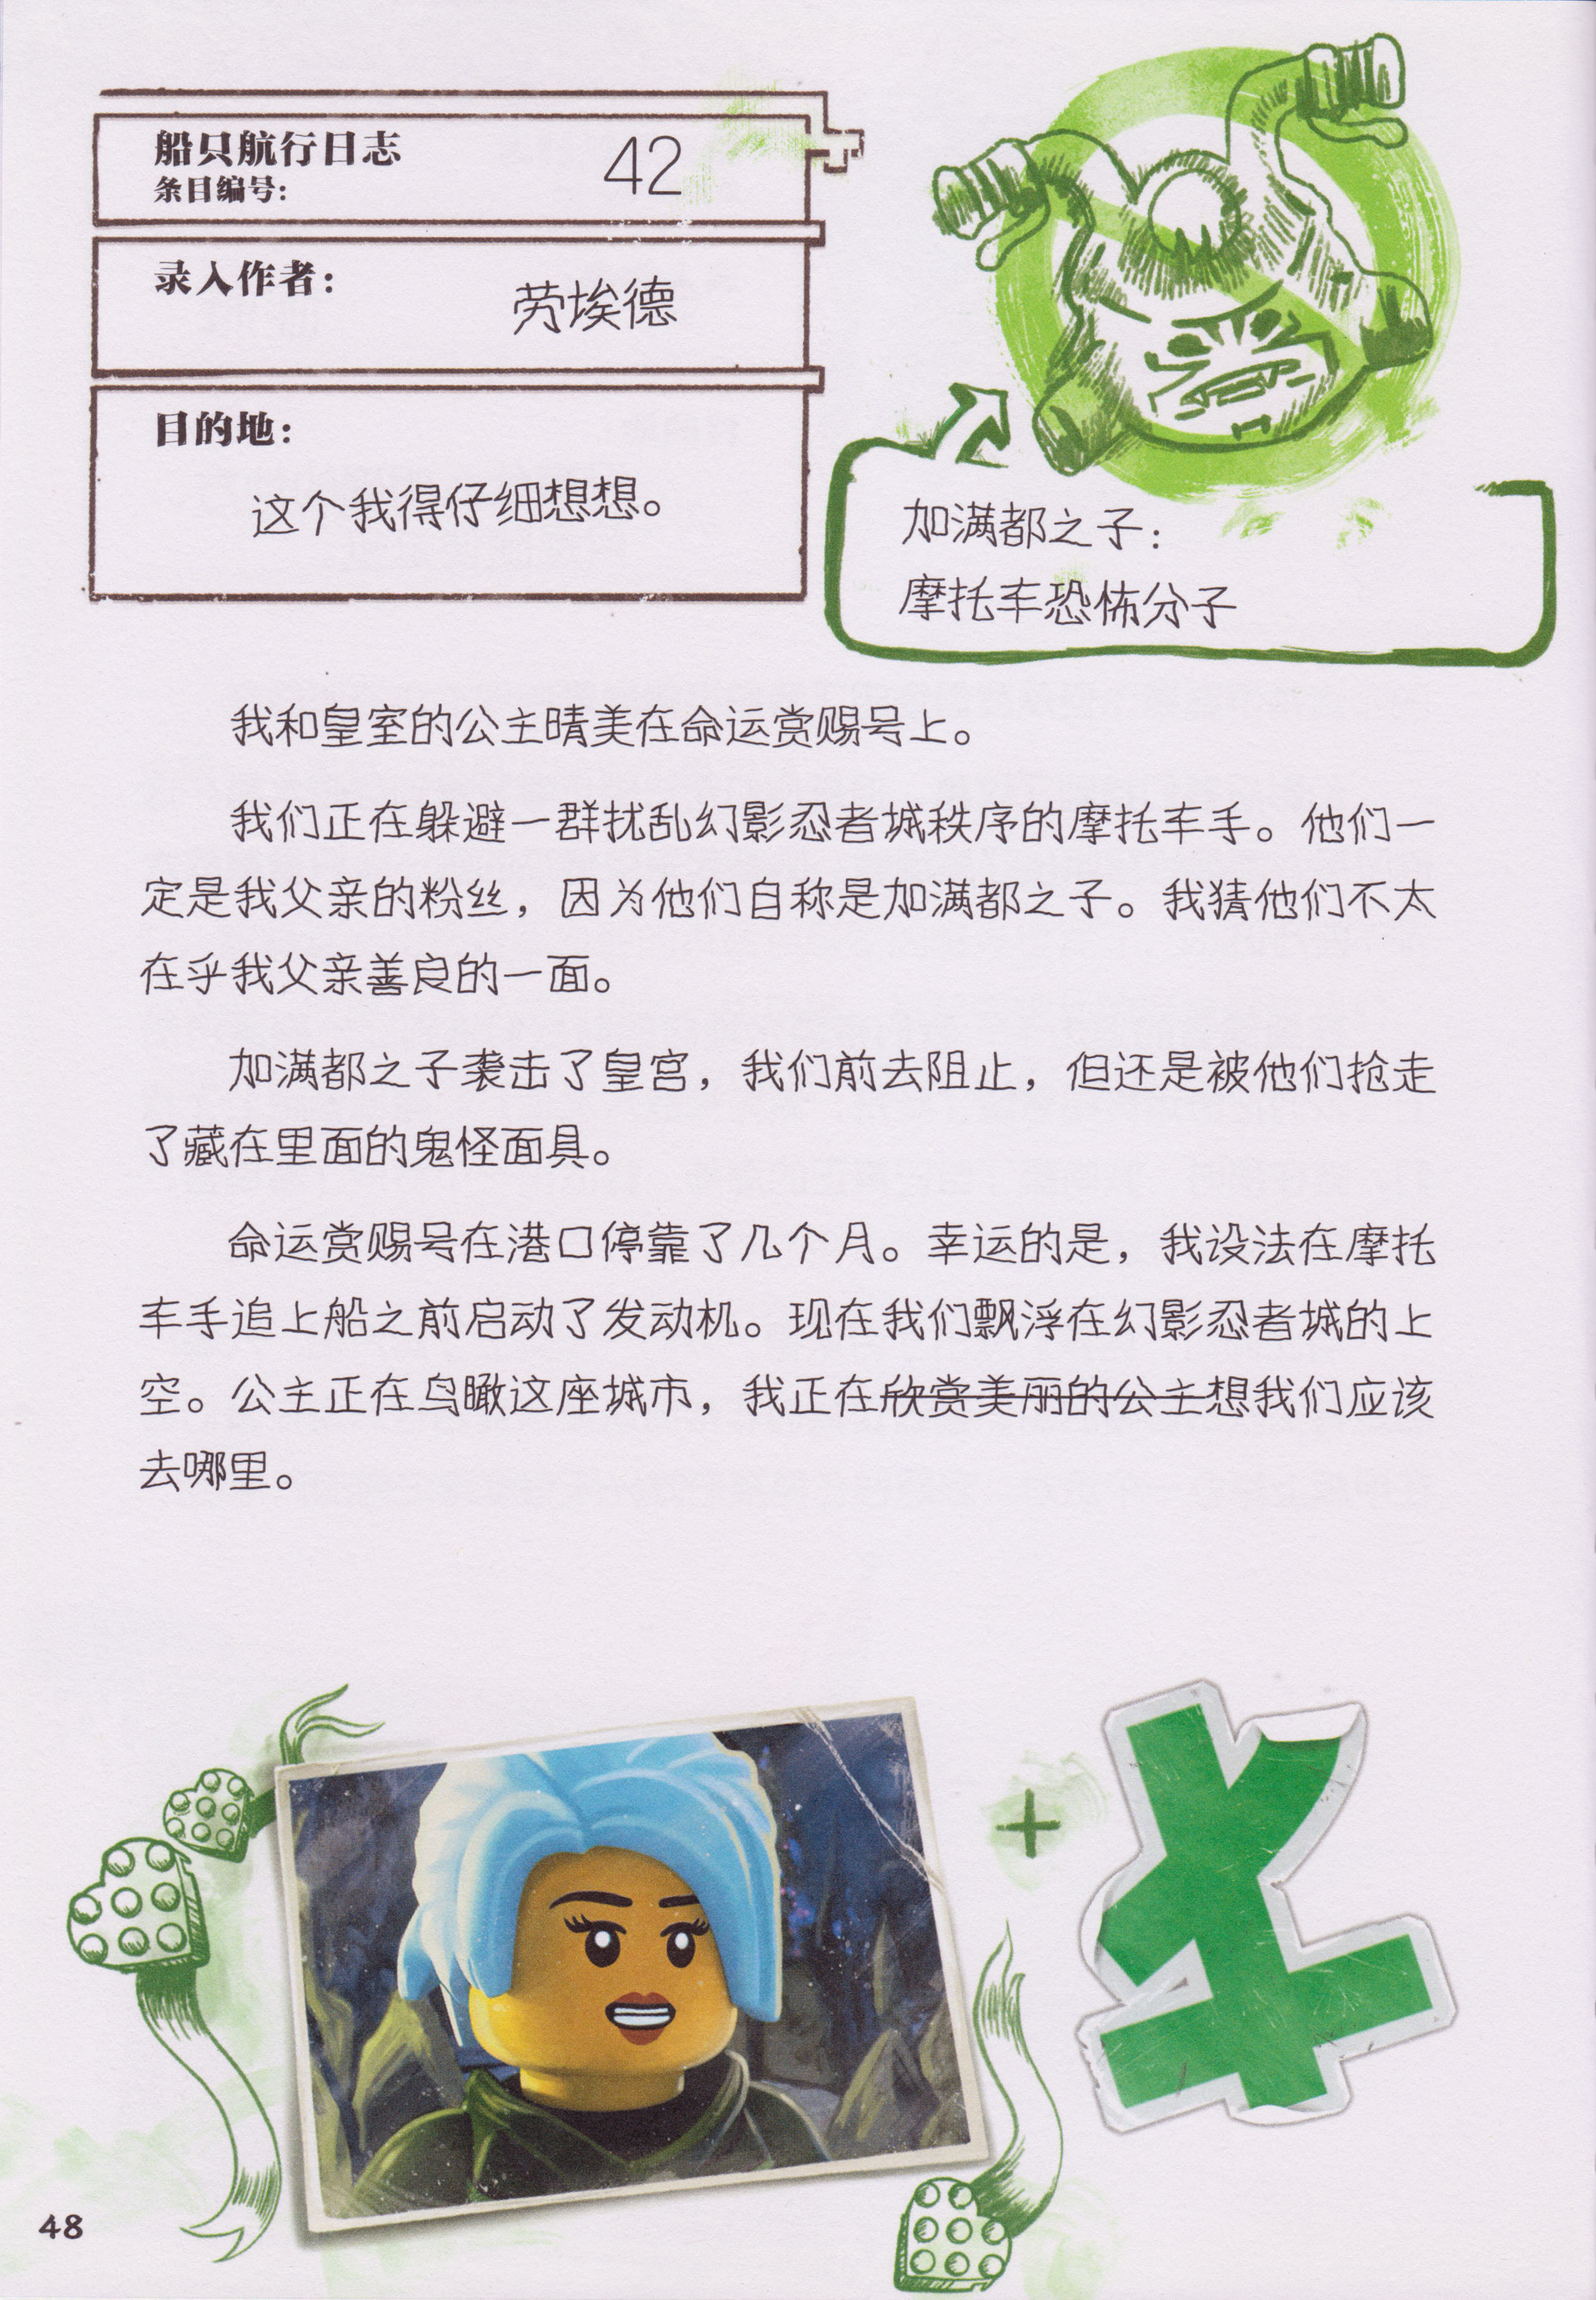 船只航行日志
条目编号: 42
录入作者: 劳埃德
目的地:
这个我得仔细想想。
加满都之子:
摩托车恐怖分子
我和皇室的公主晴美在命运赏赐号上。
我们正在躲避一群扰乱幻影忍者城秩序的摩托车手。他们一
定是我父亲的粉丝，因为他们自称是加满都之子。我猜他们不太
在乎我父亲善良的一面。
加满都之子袭击了皇宫，我们前去阻止，但还是被他们抢走
了藏在里面的鬼怪面具。
命运赏赐号在港口停靠了几个月。幸运的是，我设法在摩托
车手追上船之前启动了发动机。现在我们飘浮在幻影忍者城的上
空。公主正在鸟瞰这座城市，我正在欣赏美丽的公主想我们应该
去哪里。
+
48